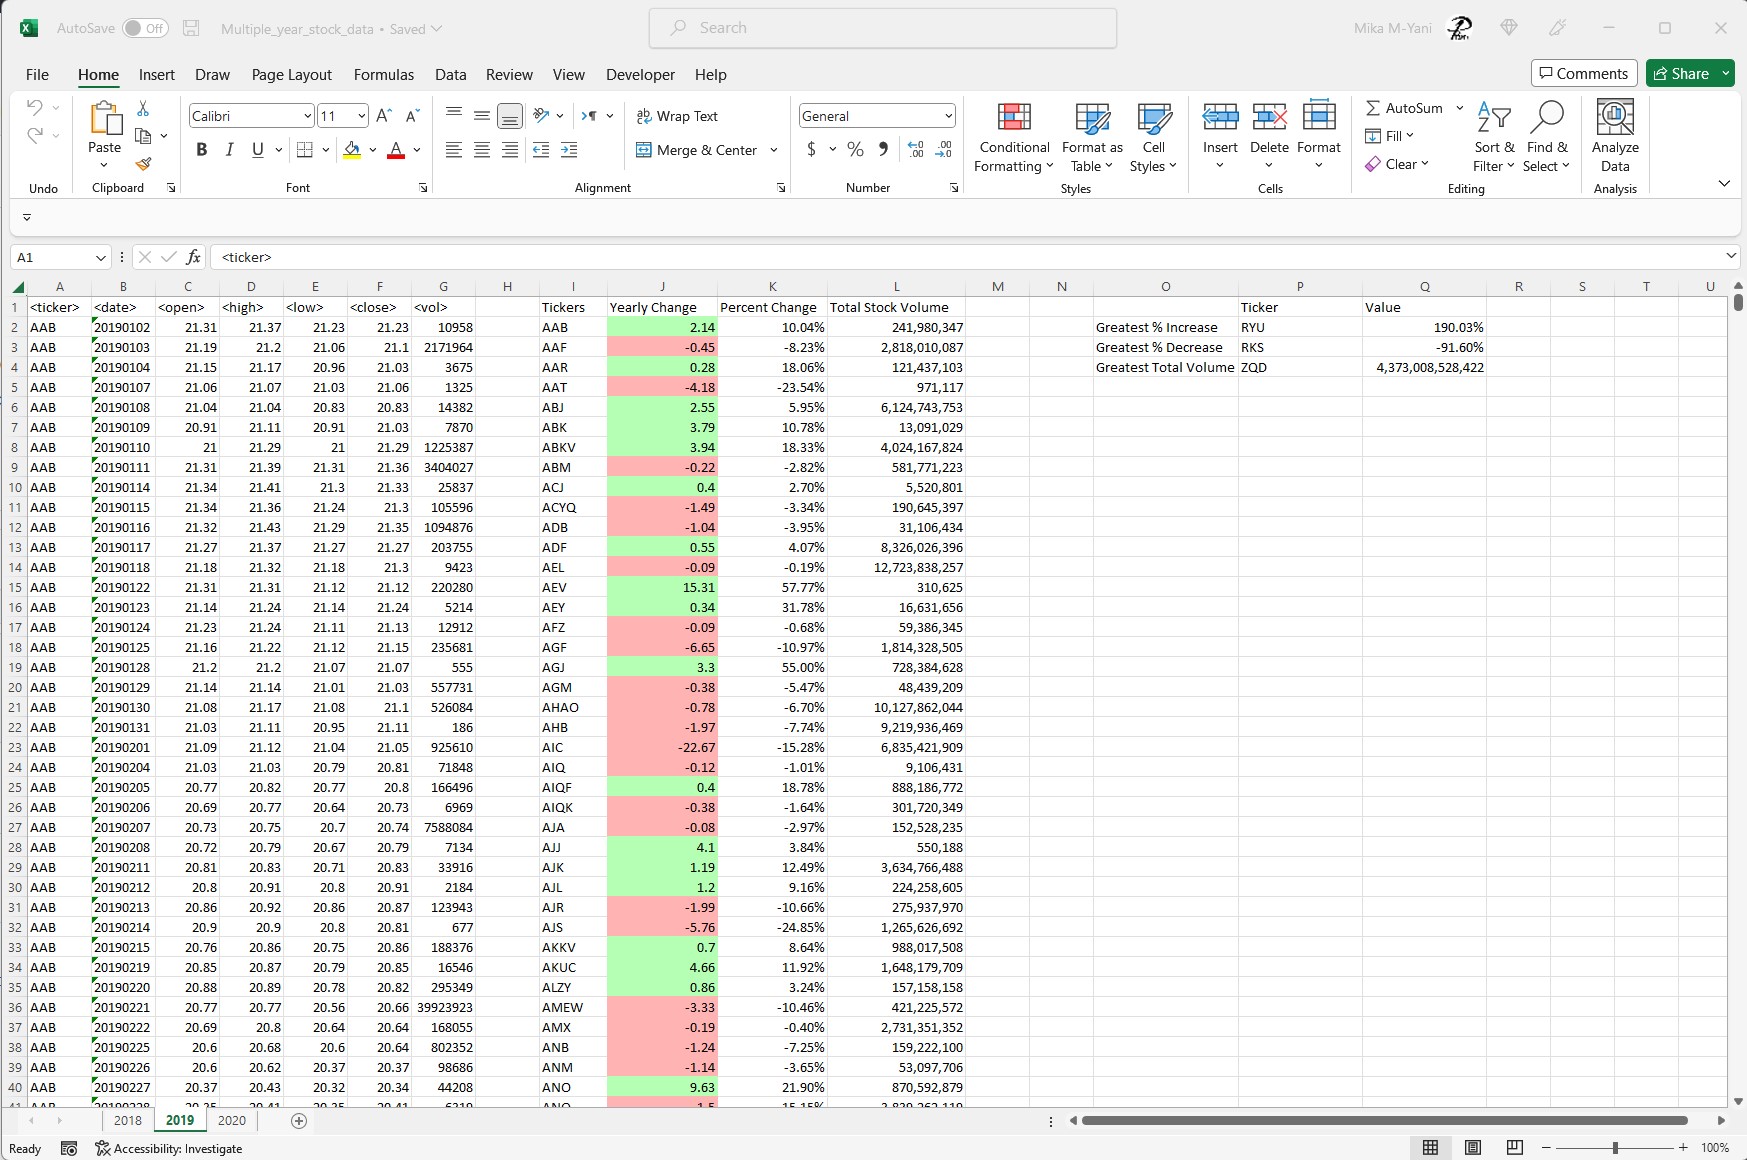 AutoSave Off Multiple_year_stock_data • Saved Search Mika M-Yani
File Home Insert Draw Page Layout Formulas Data Review View Developer Help Comments Share
Calibri 11 Wrap Text General AutoSum
Paste B I U Merge & Center $ % Conditional Formatting Format as Table Cell Styles Insert Delete Format Fill Clear Sort & Filter Find & Select Analyze Data
Undo Clipboard Font Alignment Number Styles Cells Editing Analysis
A1 fx <ticker>
A B C D E F G H I J K L M N O P Q R S T U
1 <ticker> <date> <open> <high> <low> <close> <vol> Tickers Yearly Change Percent Change Total Stock Volume Ticker Value
2 AAB 20190102 21.31 21.37 21.23 21.23 10958 AAB 2.14 10.04% 241,980,347 Greatest % Increase RYU 190.03%
3 AAB 20190103 21.19 21.2 21.06 21.1 2171964 AAF -0.45 -8.23% 2,818,010,087 Greatest % Decrease RKS -91.60%
4 AAB 20190104 21.15 21.17 20.96 21.03 3675 AAR 0.28 18.06% 121,437,103 Greatest Total Volume ZQD 4,373,008,528,422
5 AAB 20190107 21.06 21.07 21.03 21.06 1325 AAT -4.18 -23.54% 971,117
6 AAB 20190108 21.04 21.04 20.83 20.83 14382 ABJ 2.55 5.95% 6,124,743,753
7 AAB 20190109 20.91 21.11 20.91 21.03 7870 ABK 3.79 10.78% 13,091,029
8 AAB 20190110 21 21.29 21 21.29 1225387 ABKV 3.94 18.33% 4,024,167,824
9 AAB 20190111 21.31 21.39 21.31 21.36 3404027 ABM -0.22 -2.82% 581,771,223
10 AAB 20190114 21.34 21.41 21.3 21.33 25837 ACJ 0.4 2.70% 5,520,801
11 AAB 20190115 21.34 21.36 21.24 21.3 105596 ACYQ -1.49 -3.34% 190,645,397
12 AAB 20190116 21.32 21.43 21.29 21.35 1094876 ADB -1.04 -3.95% 31,106,434
13 AAB 20190117 21.27 21.37 21.27 21.27 203755 ADF 0.55 4.07% 8,326,026,396
14 AAB 20190118 21.18 21.32 21.18 21.3 9423 AEL -0.09 -0.19% 12,723,838,257
15 AAB 20190122 21.31 21.31 21.12 21.12 220280 AEV 15.31 57.77% 310,625
16 AAB 20190123 21.14 21.24 21.14 21.24 5214 AEY 0.34 31.78% 16,631,656
17 AAB 20190124 21.23 21.24 21.11 21.13 12912 AFZ -0.09 -0.68% 59,386,345
18 AAB 20190125 21.16 21.22 21.12 21.15 235681 AGF -6.65 -10.97% 1,814,328,505
19 AAB 20190128 21.2 21.2 21.07 21.07 555 AGJ 3.3 55.00% 728,384,628
20 AAB 20190129 21.14 21.14 21.01 21.03 557731 AGM -0.38 -5.47% 48,439,209
21 AAB 20190130 21.08 21.17 21.08 21.1 526084 AHAO -0.78 -6.70% 10,127,862,044
22 AAB 20190131 21.03 21.11 20.95 21.11 186 AHB -1.97 -7.74% 9,219,936,469
23 AAB 20190201 21.09 21.12 21.04 21.05 925610 AIC -22.67 -15.28% 6,835,421,909
24 AAB 20190204 21.03 21.03 20.79 20.81 71848 AIQ -0.12 -1.01% 9,106,431
25 AAB 20190205 20.77 20.82 20.77 20.8 166496 AIQF 0.4 18.78% 888,186,772
26 AAB 20190206 20.69 20.77 20.64 20.73 6969 AIQK -0.38 -1.64% 301,720,349
27 AAB 20190207 20.73 20.75 20.7 20.74 7588084 AJA -0.08 -2.97% 152,528,235
28 AAB 20190208 20.72 20.79 20.67 20.79 7134 AJJ 4.1 3.84% 550,188
29 AAB 20190211 20.81 20.83 20.71 20.83 33916 AJK 1.19 12.49% 3,634,766,488
30 AAB 20190212 20.8 20.91 20.8 20.91 2184 AJL 1.2 9.16% 224,258,605
31 AAB 20190213 20.86 20.92 20.86 20.87 123943 AJR -1.99 -10.66% 275,937,970
32 AAB 20190214 20.9 20.9 20.8 20.81 677 AJS -5.76 -24.85% 1,265,626,692
33 AAB 20190215 20.76 20.86 20.75 20.86 188376 AKKV 0.7 8.64% 988,017,508
34 AAB 20190219 20.85 20.87 20.79 20.85 16546 AKUC 4.66 11.92% 1,648,179,709
35 AAB 20190220 20.88 20.89 20.78 20.82 295349 ALZY 0.86 3.24% 157,158,158
36 AAB 20190221 20.77 20.77 20.56 20.66 39923923 AMEW -3.33 -10.46% 421,225,572
37 AAB 20190222 20.69 20.8 20.64 20.64 168055 AMX -0.19 -0.40% 2,731,351,352
38 AAB 20190225 20.6 20.68 20.6 20.64 802352 ANB -1.24 -7.25% 159,222,100
39 AAB 20190226 20.6 20.62 20.37 20.37 98686 ANM -1.14 -3.65% 53,097,706
40 AAB 20190227 20.37 20.43 20.32 20.34 44208 ANO 9.63 21.90% 870,592,879
2018 2019 2020
Ready Accessibility: Investigate 100%